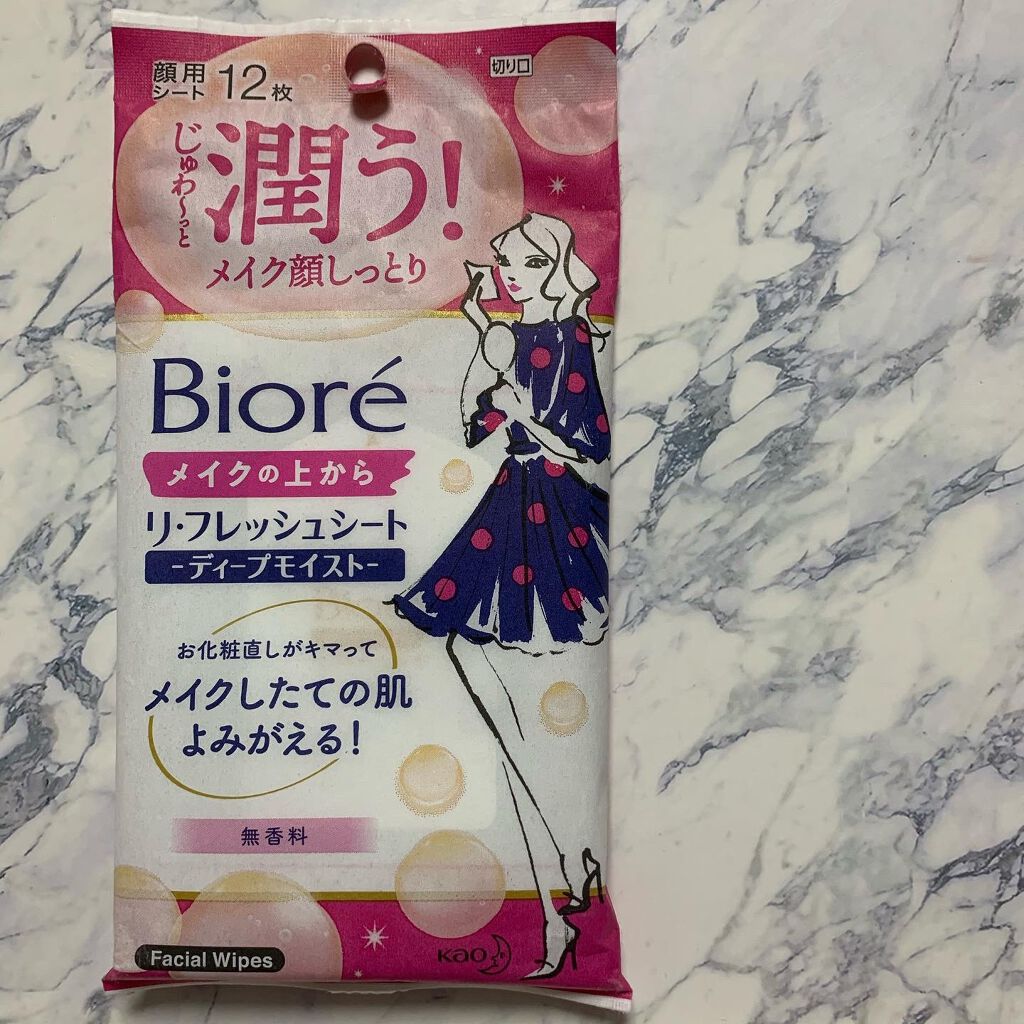 顔用
シート 12枚
切り口
じゅわ〜っと
潤う!
メイク顔しっとり
Bioré
メイクの上から
リ・フレッシュシート
-ディープモイスト-
お化粧直しがキマって
メイクしたての肌
よみがえる!
無香料
Facial Wipes
Kao